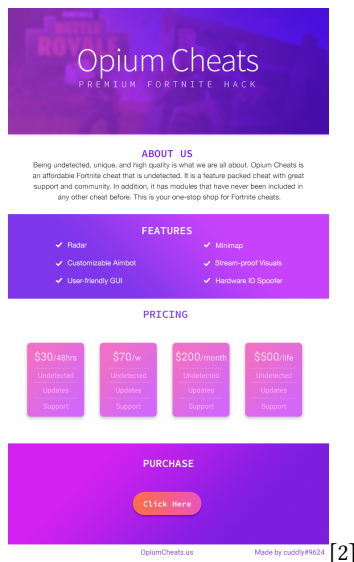 BATTLE
ROYALE
Opium Cheats
PREMIUM FORTNITE HACK
ABOUT US
Being undetected, unique, and high quality is what we are all about. Opium Cheats is
an affordable Fortnite cheat that is undetected. It is a feature packed cheat with great
support and community. In addition, it has modules that have never been included in
any other cheat before. This is your one-stop shop for Fortnite cheats.
FEATURES
Radar
Minimap
Customizable Aimbot
Stream-proof Visuals
User-friendly GUI
Hardware ID Spoofer
PRICING
$30/48hrs
Undetected
Updates
Support
$70/w
Undetected
Updates
Support
$200/month
Undetected
Updates
Support
$500/life
Undetected
Updates
Support
PURCHASE
Click Here
OpiumCheats.us
Made by cuddly#9624
[2]